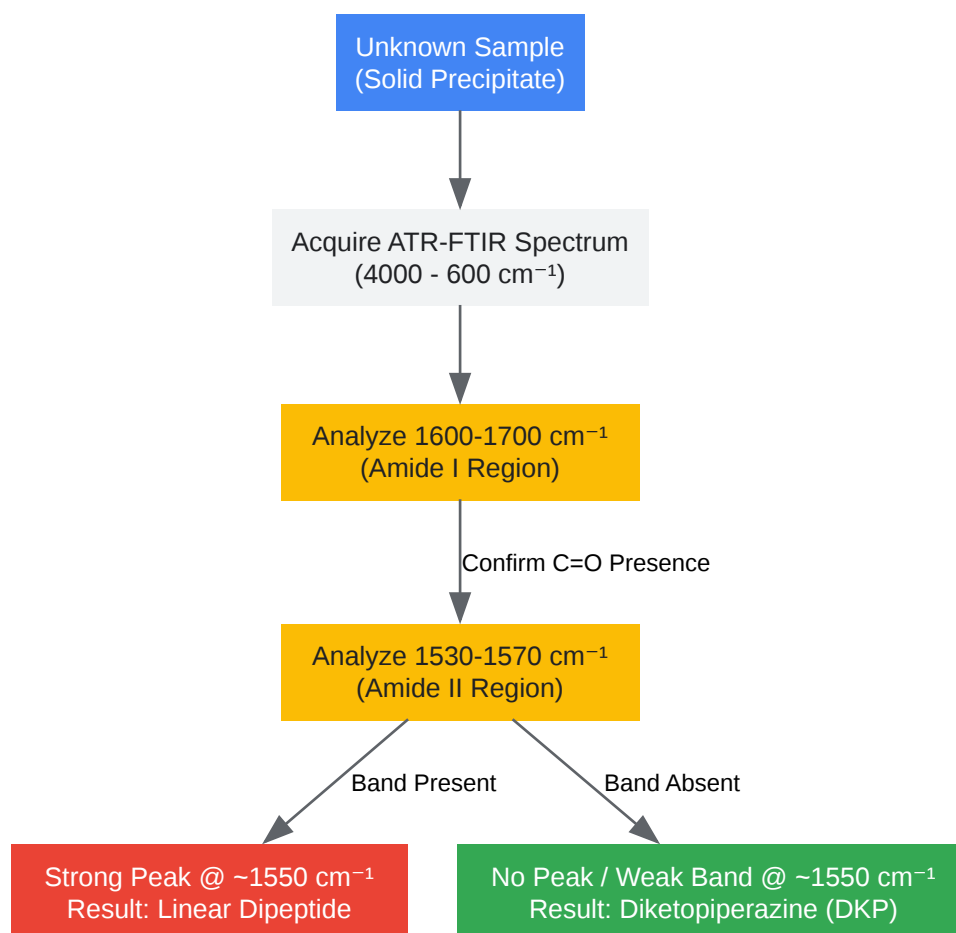 Unknown Sample
(Solid Precipitate)
Acquire ATR-FTIR Spectrum
(4000 - 600 cm⁻¹)
Analyze 1600-1700 cm⁻¹
(Amide I Region)
Confirm C=O Presence
Analyze 1530-1570 cm⁻¹
(Amide II Region)
Band Present
Band Absent
Strong Peak @ ~1550 cm⁻¹
Result: Linear Dipeptide
No Peak / Weak Band @ ~1550 cm⁻¹
Result: Diketopiperazine (DKP)